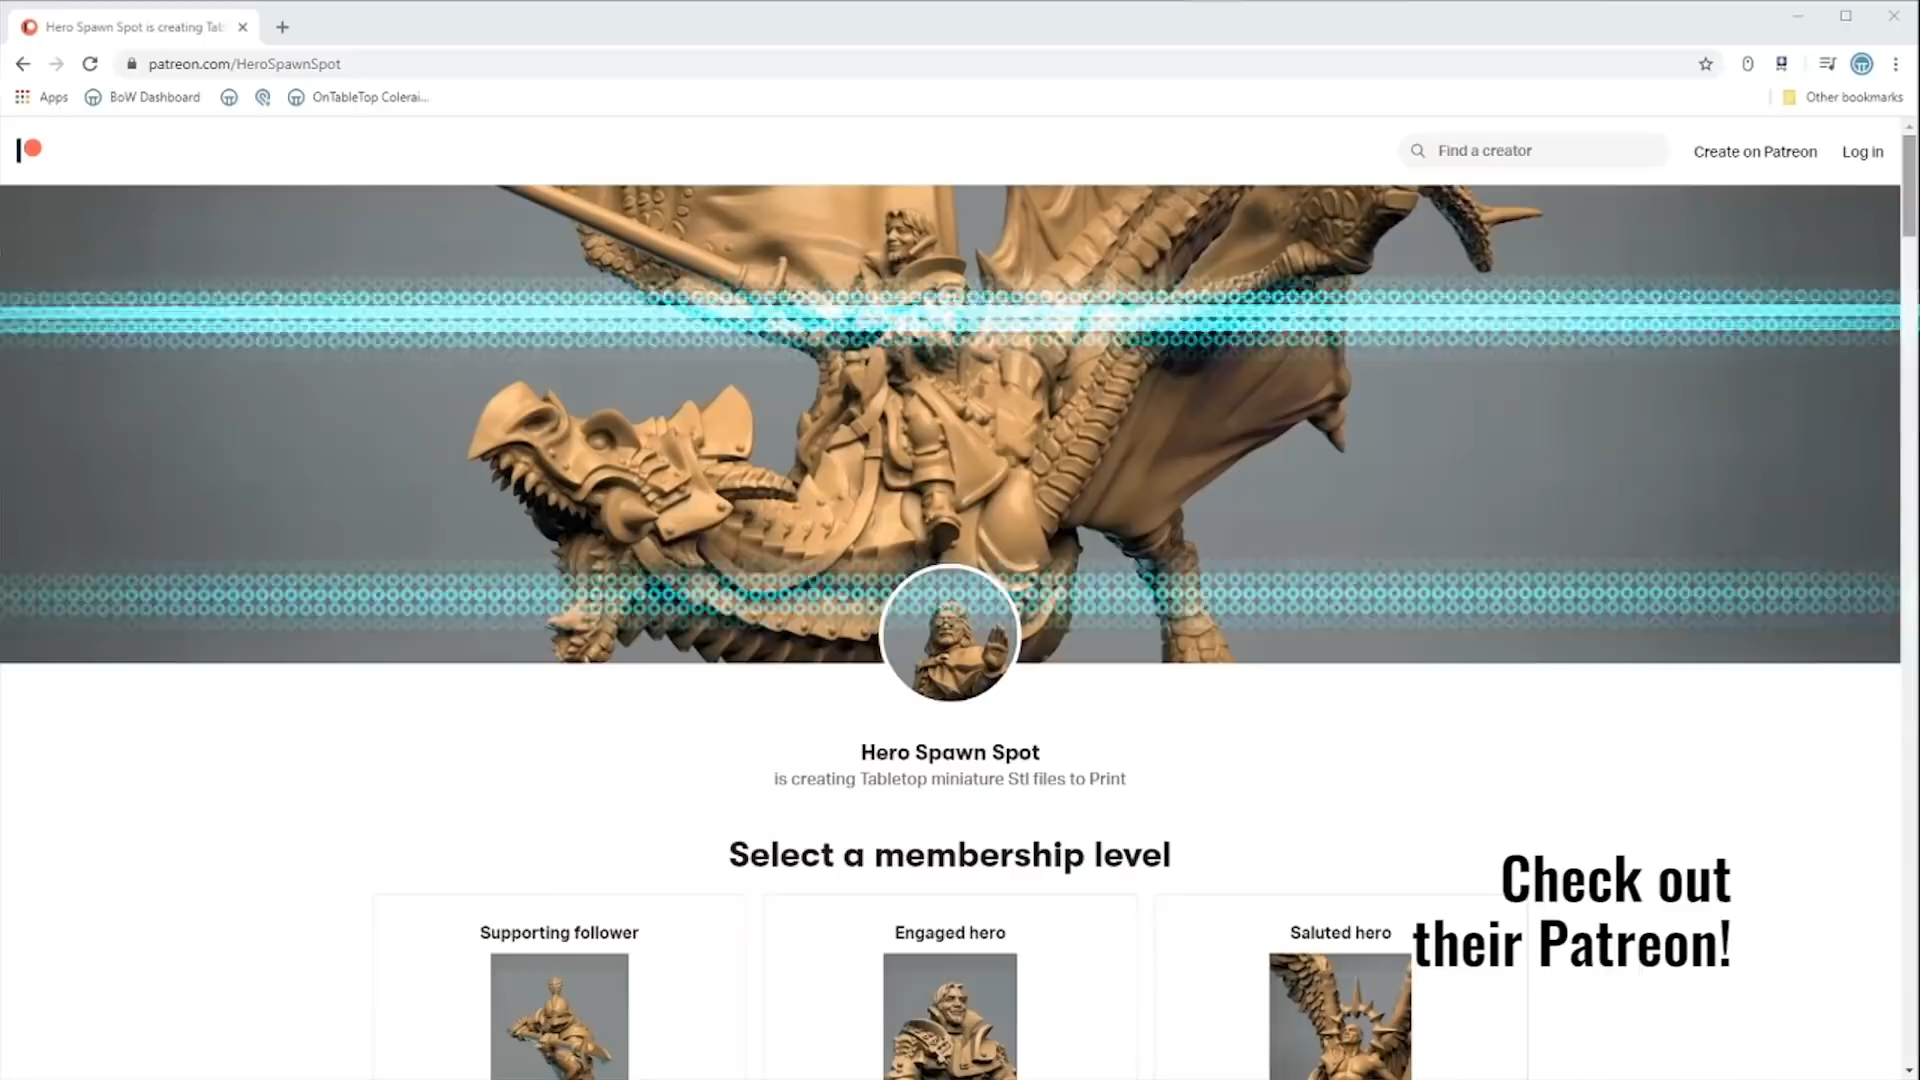 Hero Spawn Spot is creating Tab
patreon.com/HeroSpawnSpot
Apps
BoW Dashboard
OnTableTop Colerai...
Other bookmarks
Find a creator
Create on Patreon
Log in
Hero Spawn Spot
is creating Tabletop miniature Stl files to Print
Select a membership level
Supporting follower
Engaged hero
Saluted hero
Check out
their Patreon!